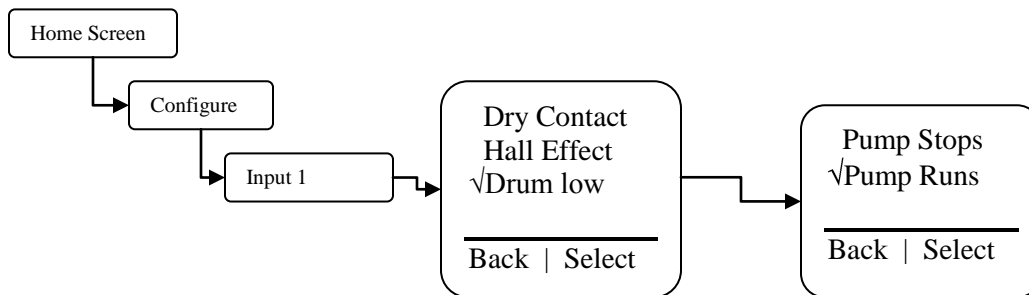 Home Screen
Configure
Input 1
Dry Contact
Hall Effect
√Drum low
Back | Select
Pump Stops
√Pump Runs
Back | Select